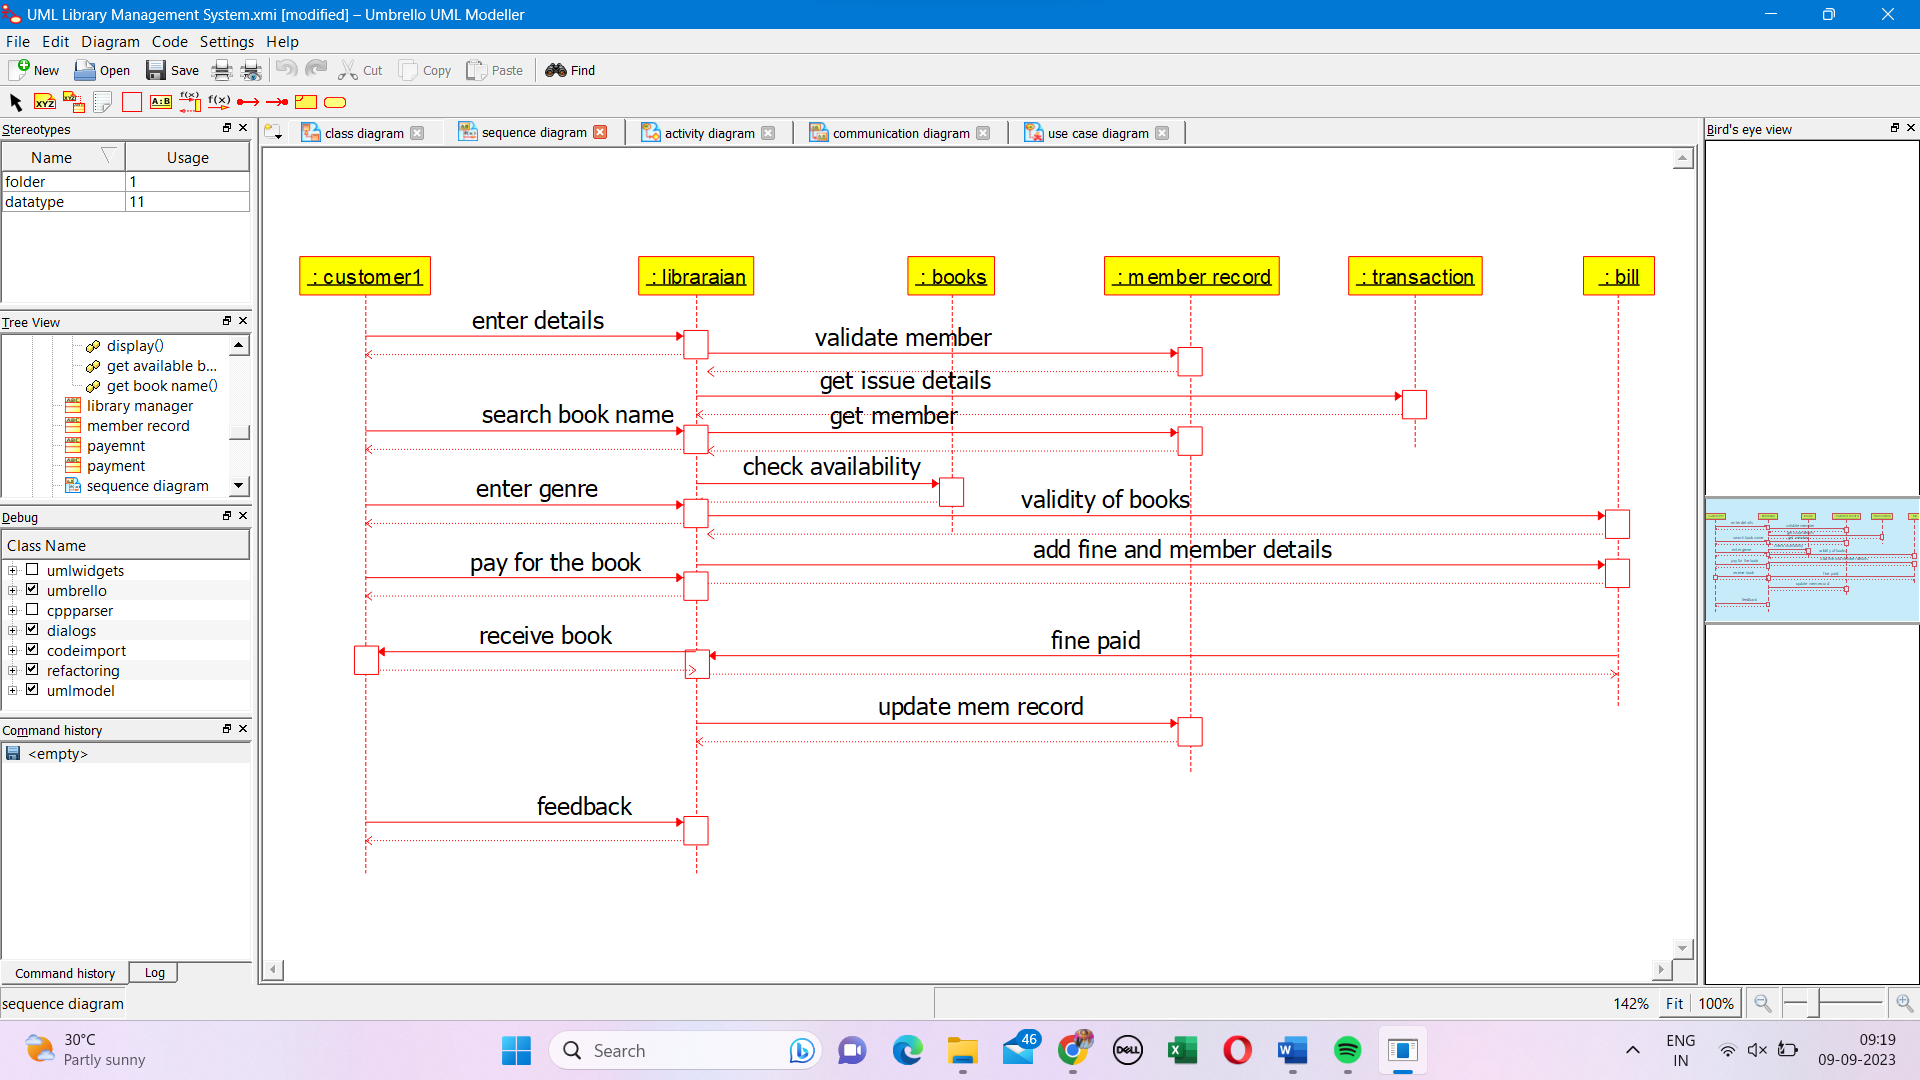 UML Library Management System.xmi [modified] – Umbrello UML Modeller
File Edit Diagram Code Settings Help
New Open Save Cut Copy Paste Find
XYZ A:B f(x) f(x)
Stereotypes
Name Usage
folder 1
datatype 11
Tree View
display()
get available b...
get book name()
library manager
member record
payemnt
payment
sequence diagram
Debug
Class Name
umlwidgets
umbrello
cppparser
dialogs
codeimport
refactoring
umlmodel
Command history
<empty>
Command history Log
class diagram sequence diagram activity diagram communication diagram use case diagram
: customer1 : libraraian : books : member record : transaction : bill
enter details
validate member
get issue details
search book name
get member
check availability
enter genre
validity of books
add fine and member details
pay for the book
receive book
fine paid
update mem record
feedback
Bird's eye view
sequence diagram
142% Fit 100%
30°C
Partly sunny
Search
46
DELL
ENG
IN
09:19
09-09-2023